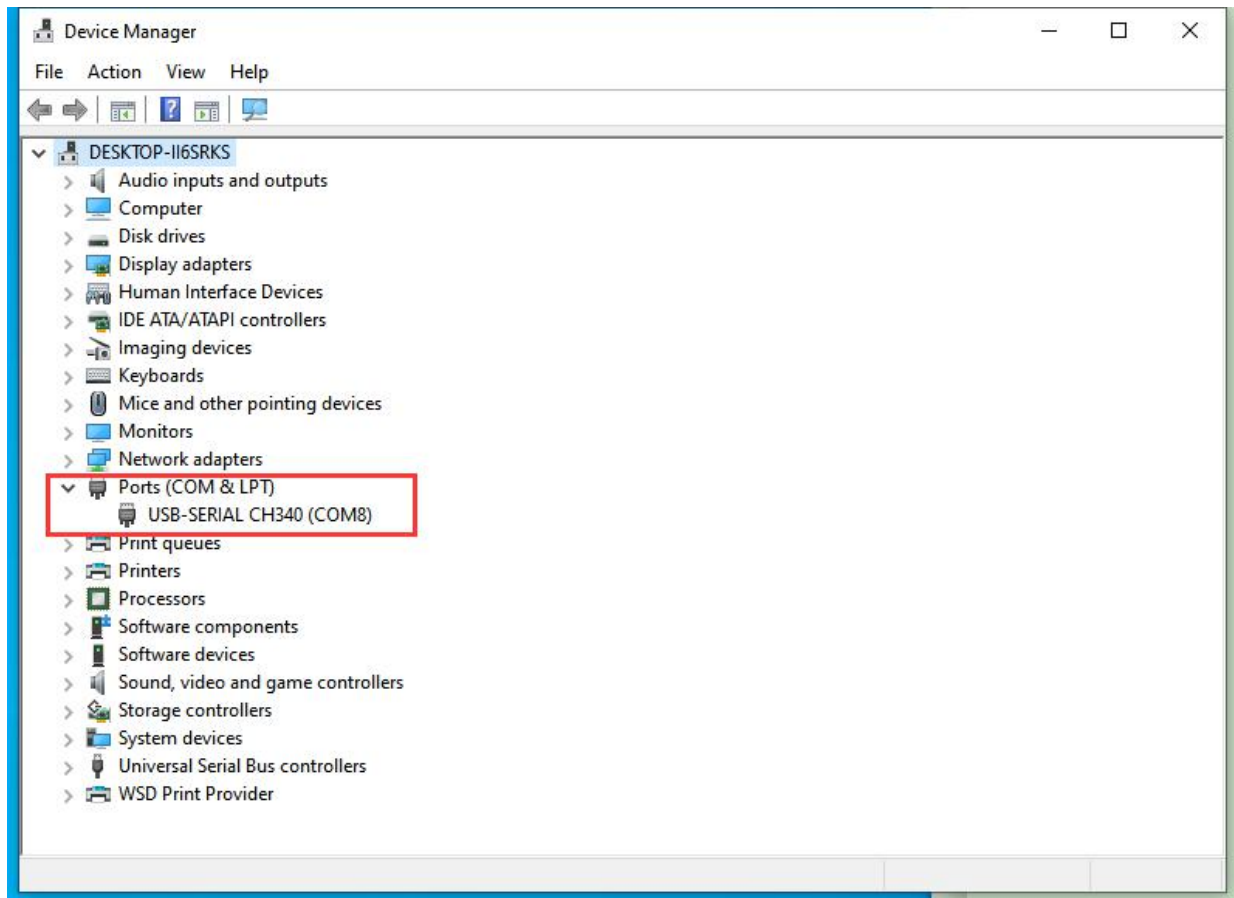 Device Manager
File Action View Help
DESKTOP-II6SRKS
Audio inputs and outputs
Computer
Disk drives
Display adapters
Human Interface Devices
IDE ATA/ATAPI controllers
Imaging devices
Keyboards
Mice and other pointing devices
Monitors
Network adapters
Ports (COM & LPT)
USB-SERIAL CH340 (COM8)
Print queues
Printers
Processors
Software components
Software devices
Sound, video and game controllers
Storage controllers
System devices
Universal Serial Bus controllers
WSD Print Provider